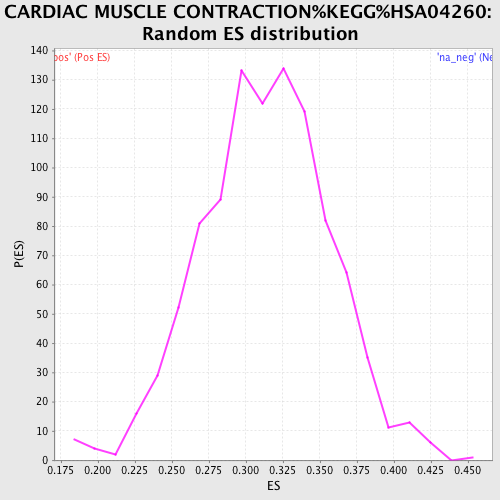 CARDIAC MUSCLE CONTRACTION%KEGG%HSA04260:
Random ES distribution
pos' (Pos ES)
'na_neg' (Ne
140
130
120
110
100
90
80
70
60
50
40
30
20
10
0
P(ES)
0.175 0.200 0.225 0.250 0.275 0.300 0.325 0.350 0.375 0.400 0.425 0.450
ES